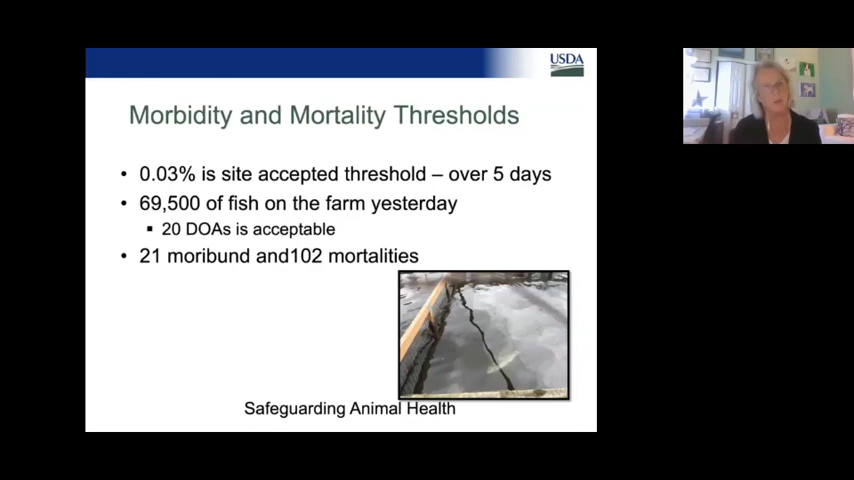 USDA
Morbidity and Mortality Thresholds
• 0.03% is site accepted threshold – over 5 days
• 69,500 of fish on the farm yesterday
▪ 20 DOAs is acceptable
• 21 moribund and102 mortalities
Safeguarding Animal Health